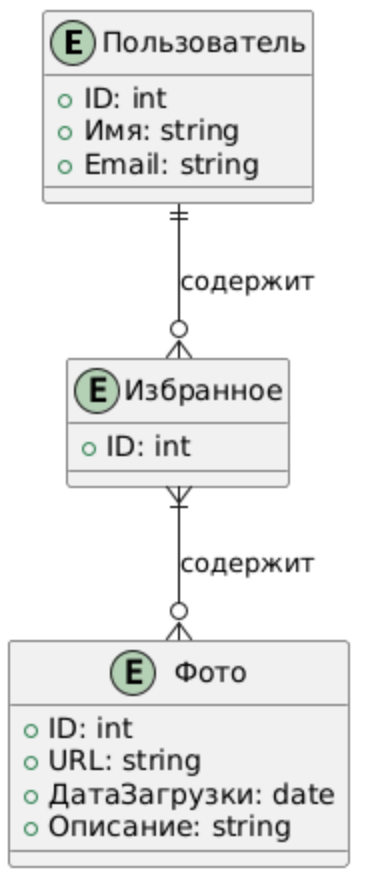 E Пользователь
ID: int
Имя: string
Email: string
содержит
E Избранное
ID: int
содержит
E Фото
ID: int
URL: string
ДатаЗагрузки: date
Описание: string